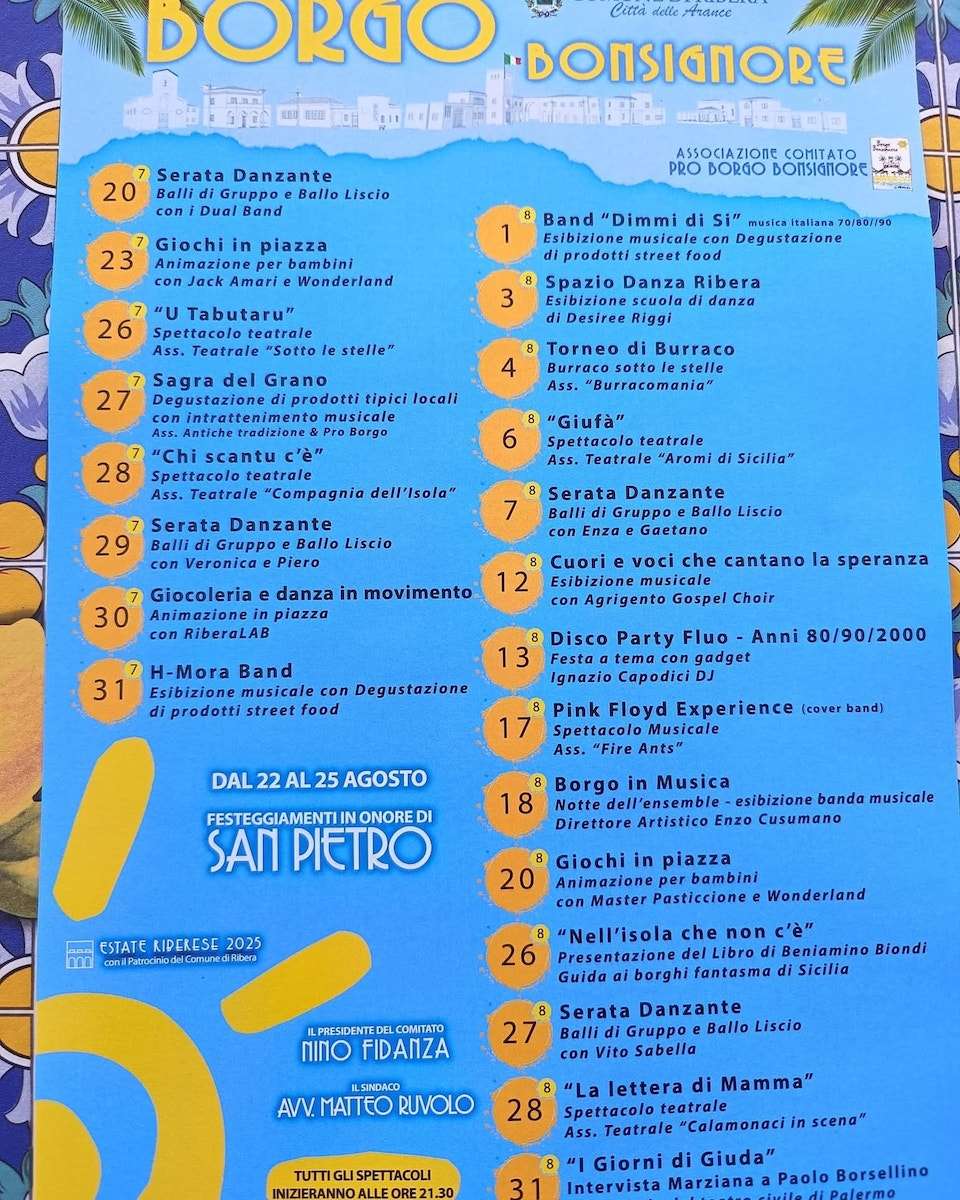 BORGO
Città delle Arance
BONSIGNORE
ASSOCIAZIONE COMITATO
PRO BORGO BONSIGNORE
20 7 Serata Danzante
Balli di Gruppo e Ballo Liscio
con i Dual Band
23 7 Giochi in piazza
Animazione per bambini
con Jack Amari e Wonderland
26 7 “U Tabutaru”
Spettacolo teatrale
Ass. Teatrale “Sotto le stelle”
27 7 Sagra del Grano
Degustazione di prodotti tipici locali
con intrattenimento musicale
Ass. Antiche tradizione & Pro Borgo
28 7 “Chi scantu c’è”
Spettacolo teatrale
Ass. Teatrale “Compagnia dell’Isola”
29 7 Serata Danzante
Balli di Gruppo e Ballo Liscio
con Veronica e Piero
30 7 Giocoleria e danza in movimento
Animazione in piazza
con RiberaLAB
31 7 H-Mora Band
Esibizione musicale con Degustazione
di prodotti street food
DAL 22 AL 25 AGOSTO
FESTEGGIAMENTI IN ONORE DI
SAN PIETRO
ESTATE RIBERESE 2025
con il Patrocinio del Comune di Ribera
IL PRESIDENTE DEL COMITATO
NINO FIDANZA
IL SINDACO
AVV. MATTEO RUVOLO
TUTTI GLI SPETTACOLI
INIZIERANNO ALLE ORE 21.30
1 8 Band “Dimmi di Si” musica italiana 70/80//90
Esibizione musicale con Degustazione
di prodotti street food
3 8 Spazio Danza Ribera
Esibizione scuola di danza
di Desiree Riggi
4 8 Torneo di Burraco
Burraco sotto le stelle
Ass. “Burracomania”
6 8 “Giufà”
Spettacolo teatrale
Ass. Teatrale “Aromi di Sicilia”
7 8 Serata Danzante
Balli di Gruppo e Ballo Liscio
con Enza e Gaetano
12 8 Cuori e voci che cantano la speranza
Esibizione musicale
con Agrigento Gospel Choir
13 8 Disco Party Fluo - Anni 80/90/2000
Festa a tema con gadget
Ignazio Capodici DJ
17 8 Pink Floyd Experience (cover band)
Spettacolo Musicale
Ass. “Fire Ants”
18 8 Borgo in Musica
Notte dell’ensemble - esibizione banda musicale
Direttore Artistico Enzo Cusumano
20 8 Giochi in piazza
Animazione per bambini
con Master Pasticcione e Wonderland
26 8 “Nell’isola che non c’è”
Presentazione del Libro di Beniamino Biondi
Guida ai borghi fantasma di Sicilia
27 8 Serata Danzante
Balli di Gruppo e Ballo Liscio
con Vito Sabella
28 8 “La lettera di Mamma”
Spettacolo teatrale
Ass. Teatrale “Calamonaci in scena”
31 8 “I Giorni di Giuda”
Intervista Marziana a Paolo Borsellino
teatro civile di Palermo